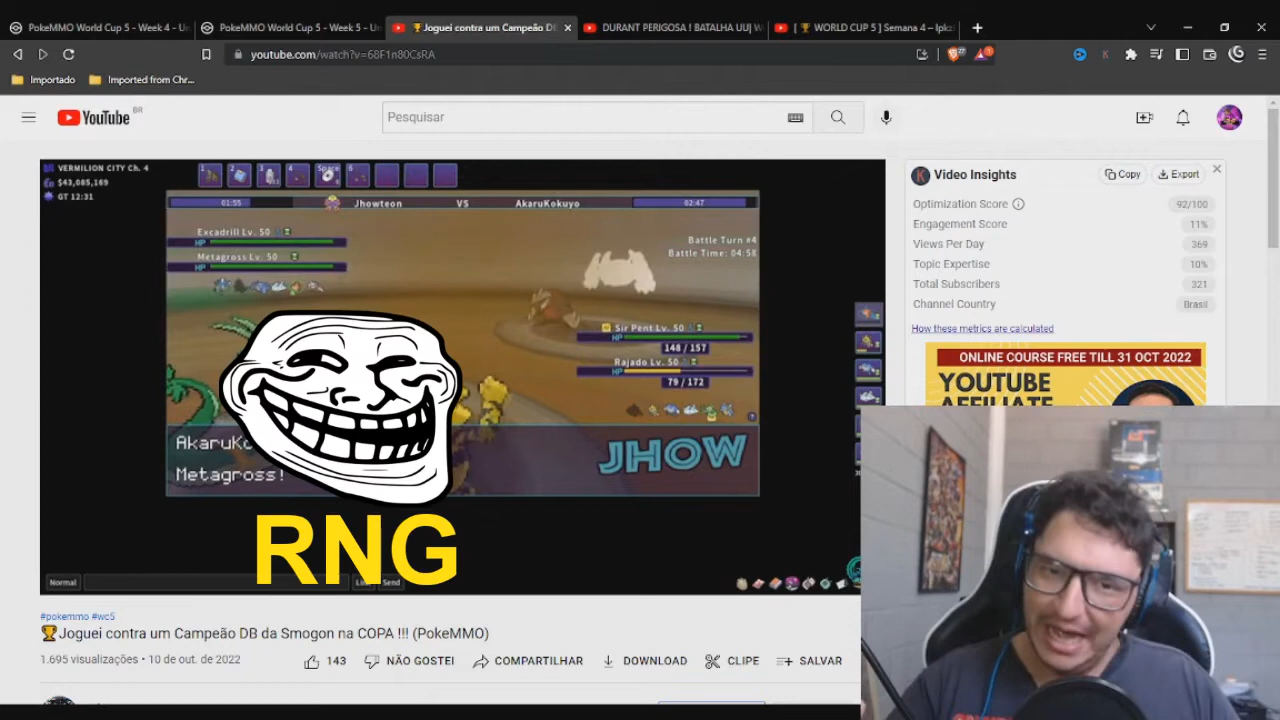 PokeMMO World Cup 5 - Week 4 - U
PokeMMO World Cup 5 - Week 5 - U
🏆Joguei contra um Campeão DB
DURANT PERIGOSA ! BATALHA UU| W
[ 🏆 WORLD CUP 5 ] Semana 4 – Ipkz
youtube.com/watch?v=68F1n80CsRA
Importado
Imported from Chr...
YouTube BR
Pesquisar
VERMILION CITY Ch. 4
$43,085,169
GT 12:31
01:55
Jhowteon
VS
AkaruKokuyo
02:47
Excadrill Lv. 50
HP
Metagross Lv. 50
HP
Battle Turn #4
Battle Time: 04:58
Sir Pent Lv. 50
HP
148 / 157
Rajado Lv. 50
HP
79 / 172
AkaruKo
Metagross!
JHOW
RNG
Normal
Send
#pokemmo #wc5
🏆Joguei contra um Campeão DB da Smogon na COPA !!! (PokeMMO)
1.695 visualizações • 10 de out. de 2022
143
NÃO GOSTEI
COMPARTILHAR
DOWNLOAD
CLIPE
SALVAR
Video Insights
Copy
Export
Optimization Score
92/100
Engagement Score
11%
Views Per Day
369
Topic Expertise
10%
Total Subscribers
321
Channel Country
Brasil
How these metrics are calculated
ONLINE COURSE FREE TILL 31 OCT 2022
YOUTUBE
AFFILIATE